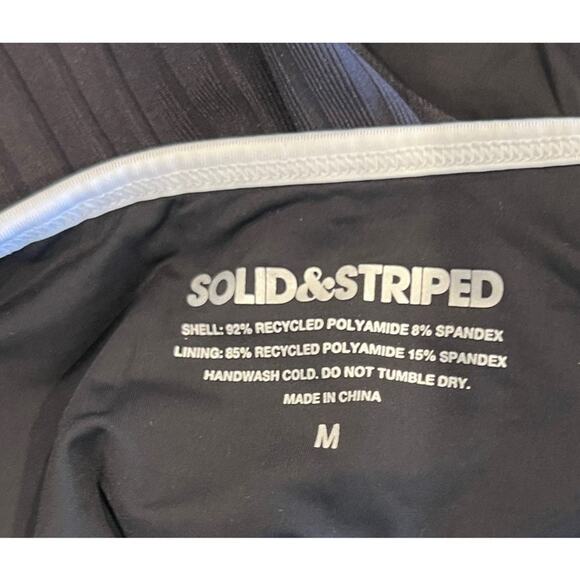 SOLID&STRIPED
SHELL: 92% RECYCLED POLYAMIDE 8% SPANDEX
LINING: 85% RECYCLED POLYAMIDE 15% SPANDEX
HANDWASH COLD. DO NOT TUMBLE DRY.
MADE IN CHINA
M